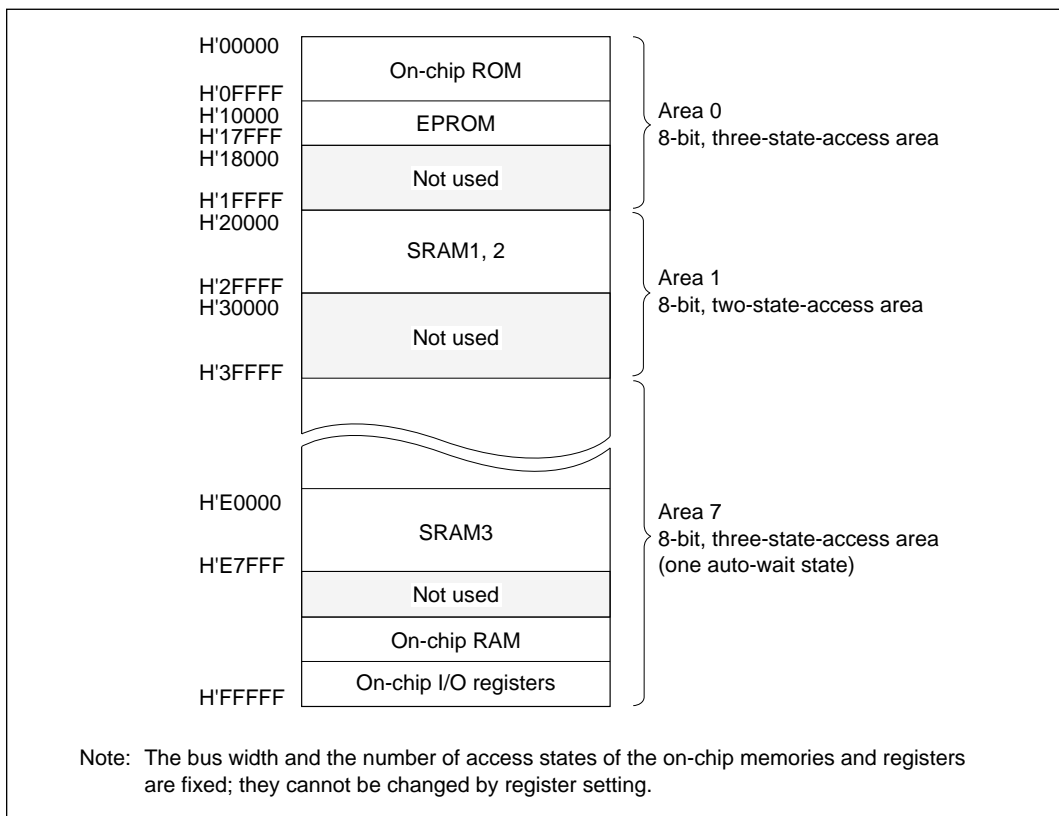 H'00000
On-chip ROM
H'0FFFF
H'10000
EPROM
H'17FFF
H'18000
Not used
H'1FFFF
Area 0
8-bit, three-state-access area
H'20000
SRAM1, 2
H'2FFFF
H'30000
Not used
H'3FFFF
Area 1
8-bit, two-state-access area
H'E0000
SRAM3
H'E7FFF
Not used
On-chip RAM
On-chip I/O registers
H'FFFFF
Area 7
8-bit, three-state-access area
(one auto-wait state)
Note: The bus width and the number of access states of the on-chip memories and registers
are fixed; they cannot be changed by register setting.